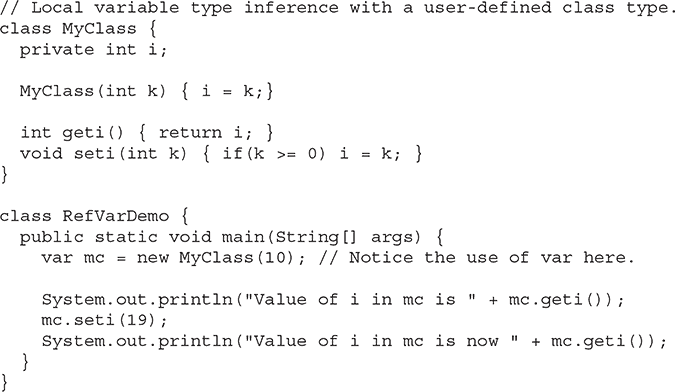 // Local variable type inference with a user-defined class type.
class MyClass {
  private int i;

  MyClass(int k) { i = k;}

  int geti() { return i; }
  void seti(int k) { if(k >= 0) i = k; }
}

class RefVarDemo {
  public static void main(String[] args) {
    var mc = new MyClass(10); // Notice the use of var here.

    System.out.println("Value of i in mc is " + mc.geti());
    mc.seti(19);
    System.out.println("Value of i in mc is now " + mc.geti());
  }
}